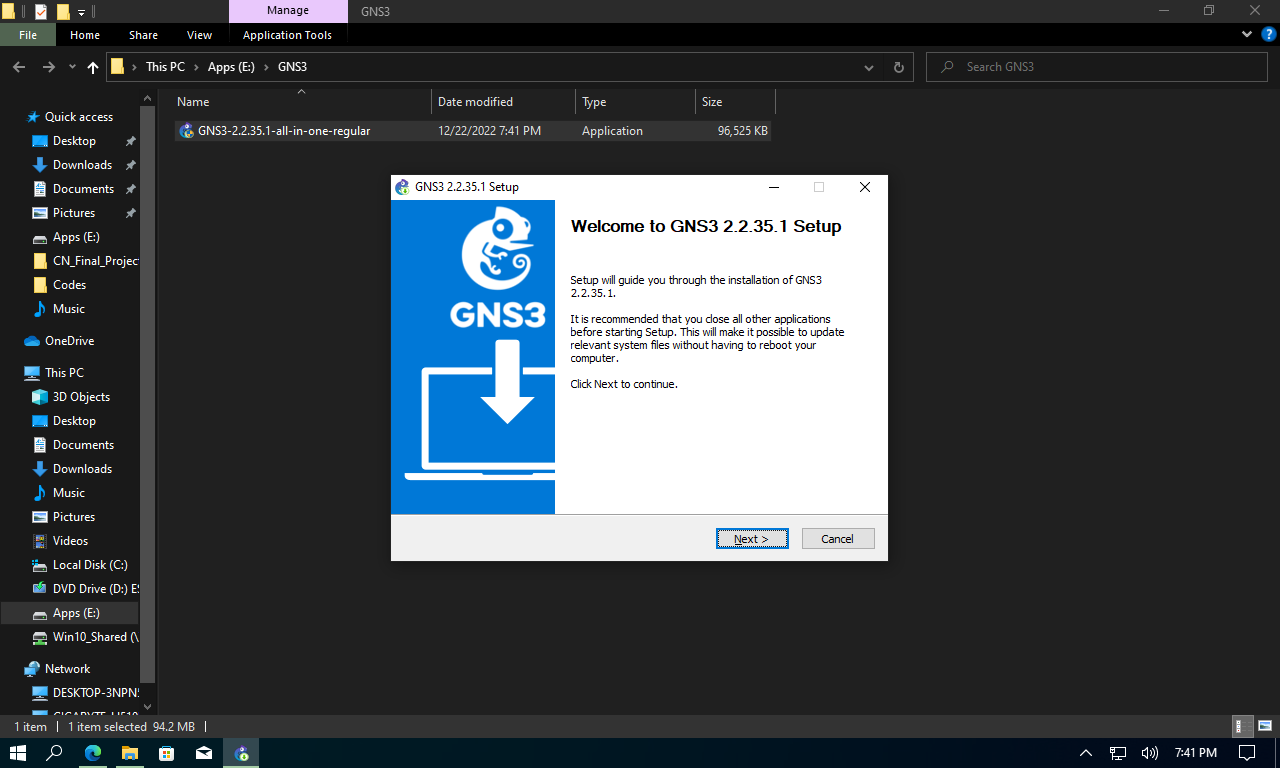 Manage
GNS3
File
Home
Share
View
Application Tools
This PC
Apps (E:)
GNS3
Search GNS3
Name
Date modified
Type
Size
GNS3-2.2.35.1-all-in-one-regular
12/22/2022 7:41 PM
Application
96,525 KB
Quick access
Desktop
Downloads
Documents
Pictures
Apps (E:)
CN_Final_Projec
Codes
Music
OneDrive
This PC
3D Objects
Desktop
Documents
Downloads
Music
Pictures
Videos
Local Disk (C:)
DVD Drive (D:) ES
Apps (E:)
Win10_Shared (\
Network
DESKTOP-3NPN5
GNS3 2.2.35.1 Setup
GNS3
Welcome to GNS3 2.2.35.1 Setup
Setup will guide you through the installation of GNS3
2.2.35.1.
It is recommended that you close all other applications
before starting Setup. This will make it possible to update
relevant system files without having to reboot your
computer.
Click Next to continue.
Next >
Cancel
1 item
1 item selected 94.2 MB
7:41 PM